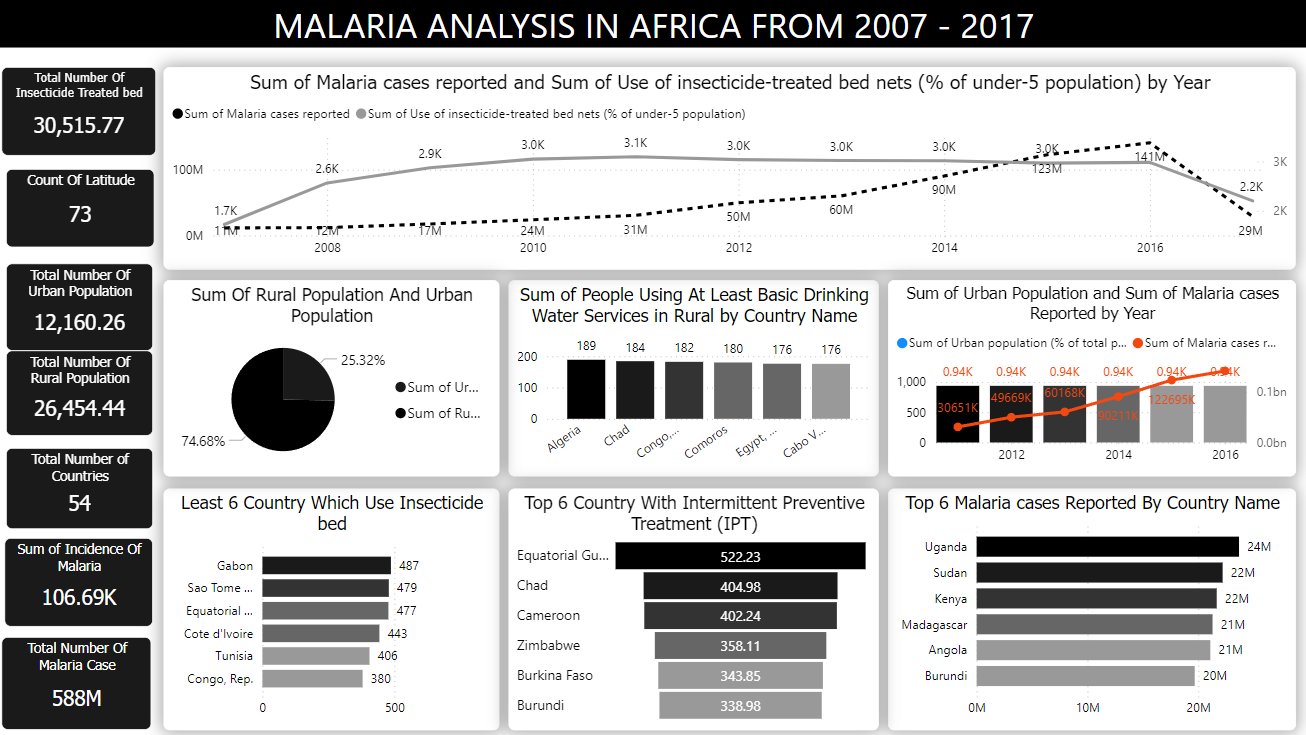 MALARIA ANALYSIS IN AFRICA FROM 2007 - 2017
Total Number Of
Insecticide Treated bed
30,515.77
Count Of Latitude
73
Total Number Of
Urban Population
12,160.26
Total Number Of
Rural Population
26,454.44
Total Number of
Countries
54
Sum of Incidence Of
Malaria
106.69K
Total Number Of
Malaria Case
588M
Sum of Malaria cases reported and Sum of Use of insecticide-treated bed nets (% of under-5 population) by Year
Sum of Malaria cases reported Sum of Use of insecticide-treated bed nets (% of under-5 population)
1.7K 2.6K 2.9K 3.0K 3.1K 3.0K 3.0K 3.0K 3.0K 2.2K
11M 12M 17M 24M 31M 50M 60M 90M 123M 141M 29M
100M 3K
0M 2K
2008 2010 2012 2014 2016
Sum Of Rural Population And Urban
Population
25.32%
74.68%
Sum of Ur...
Sum of Ru...
Sum of People Using At Least Basic Drinking
Water Services in Rural by Country Name
200
100
0
189 184 182 180 176 176
Algeria Chad Congo,... Comoros Egypt, ... Cabo V...
Sum of Urban Population and Sum of Malaria cases
Reported by Year
Sum of Urban population (% of total p... Sum of Malaria cases r...
0.94K 0.94K 0.94K 0.94K 0.94K 0.94K
30651K 49669K 60168K 90211K 122695K
1,000 0.1bn
500
0 0.0bn
2012 2014 2016
Least 6 Country Which Use Insecticide
bed
Gabon 487
Sao Tome ... 479
Equatorial ... 477
Cote d'Ivoire 443
Tunisia 406
Congo, Rep. 380
0 500
Top 6 Country With Intermittent Preventive
Treatment (IPT)
Equatorial Gu... 522.23
Chad 404.98
Cameroon 402.24
Zimbabwe 358.11
Burkina Faso 343.85
Burundi 338.98
Top 6 Malaria cases Reported By Country Name
Uganda 24M
Sudan 22M
Kenya 22M
Madagascar 21M
Angola 21M
Burundi 20M
0M 10M 20M